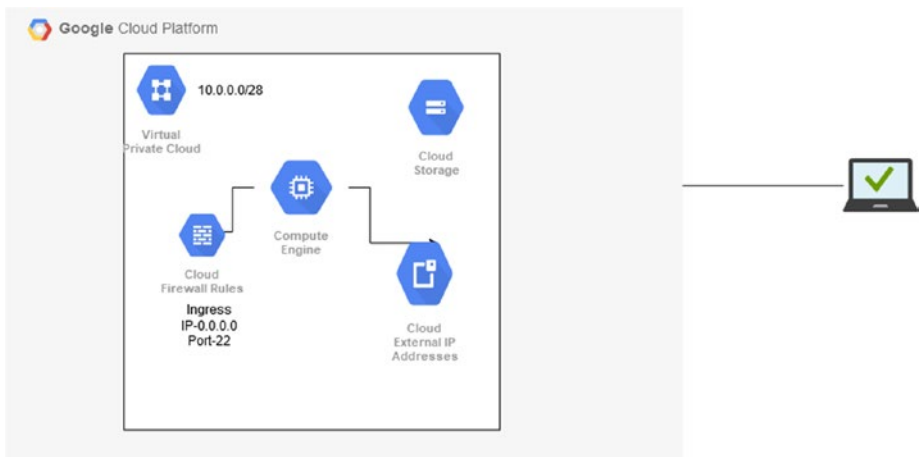 Google Cloud Platform
10.0.0.0/28
Virtual
Private Cloud
Cloud
Storage
Compute
Engine
Cloud
Firewall Rules
Ingress
IP-0.0.0.0
Port-22
Cloud
External IP
Addresses